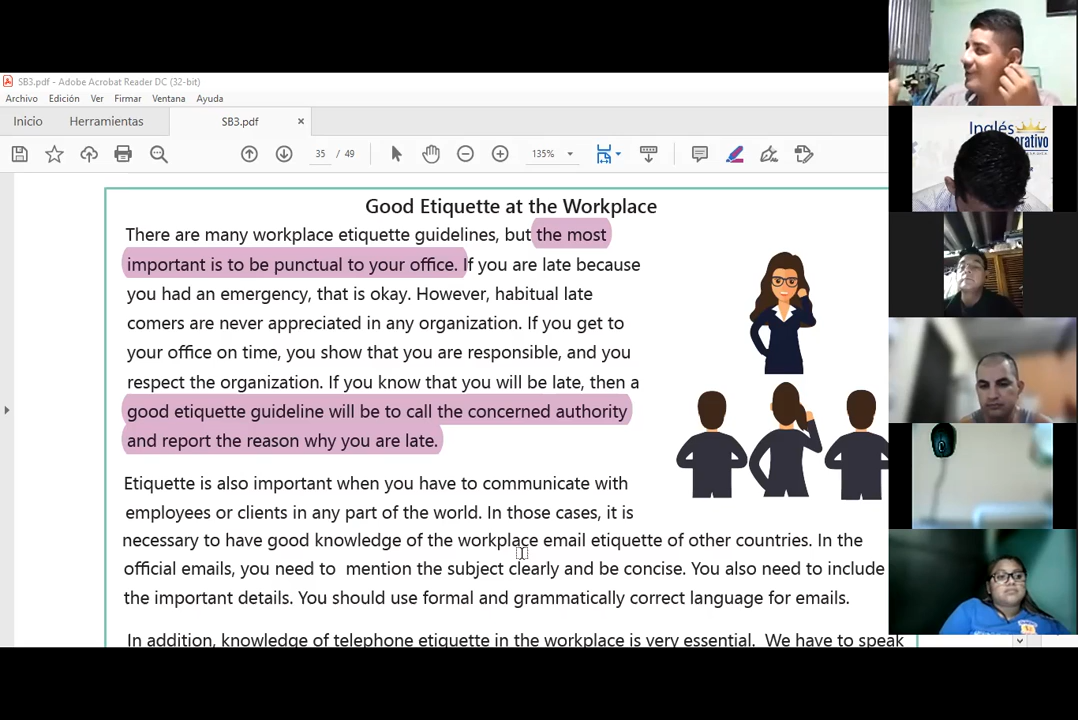 SB3.pdf - Adobe Acrobat Reader DC (32-bit)
Archivo Edición Ver Firmar Ventana Ayuda
Inicio Herramientas SB3.pdf ×
35 / 49 135%
Good Etiquette at the Workplace
There are many workplace etiquette guidelines, but the most
important is to be punctual to your office. If you are late because
you had an emergency, that is okay. However, habitual late
comers are never appreciated in any organization. If you get to
your office on time, you show that you are responsible, and you
respect the organization. If you know that you will be late, then a
good etiquette guideline will be to call the concerned authority
and report the reason why you are late.
Etiquette is also important when you have to communicate with
employees or clients in any part of the world. In those cases, it is
necessary to have good knowledge of the workplace email etiquette of other countries. In the
official emails, you need to mention the subject clearly and be concise. You also need to include
the important details. You should use formal and grammatically correct language for emails.
In addition, knowledge of telephone etiquette in the workplace is very essential. We have to speak
Inglés